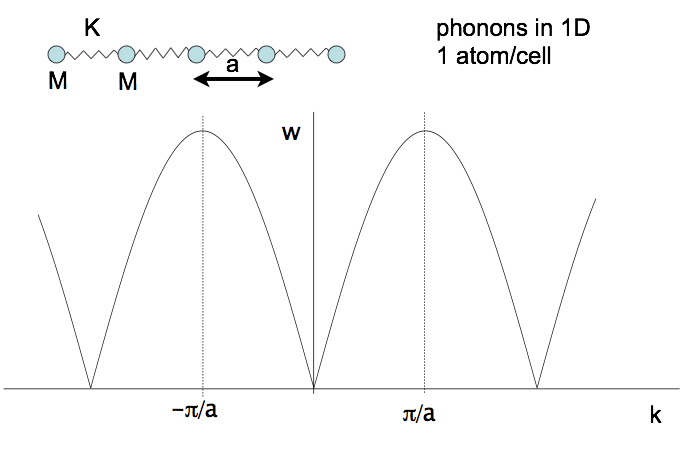 K
phonons in 1D
1 atom/cell
a
M
M
w
−π/a
π/a
k